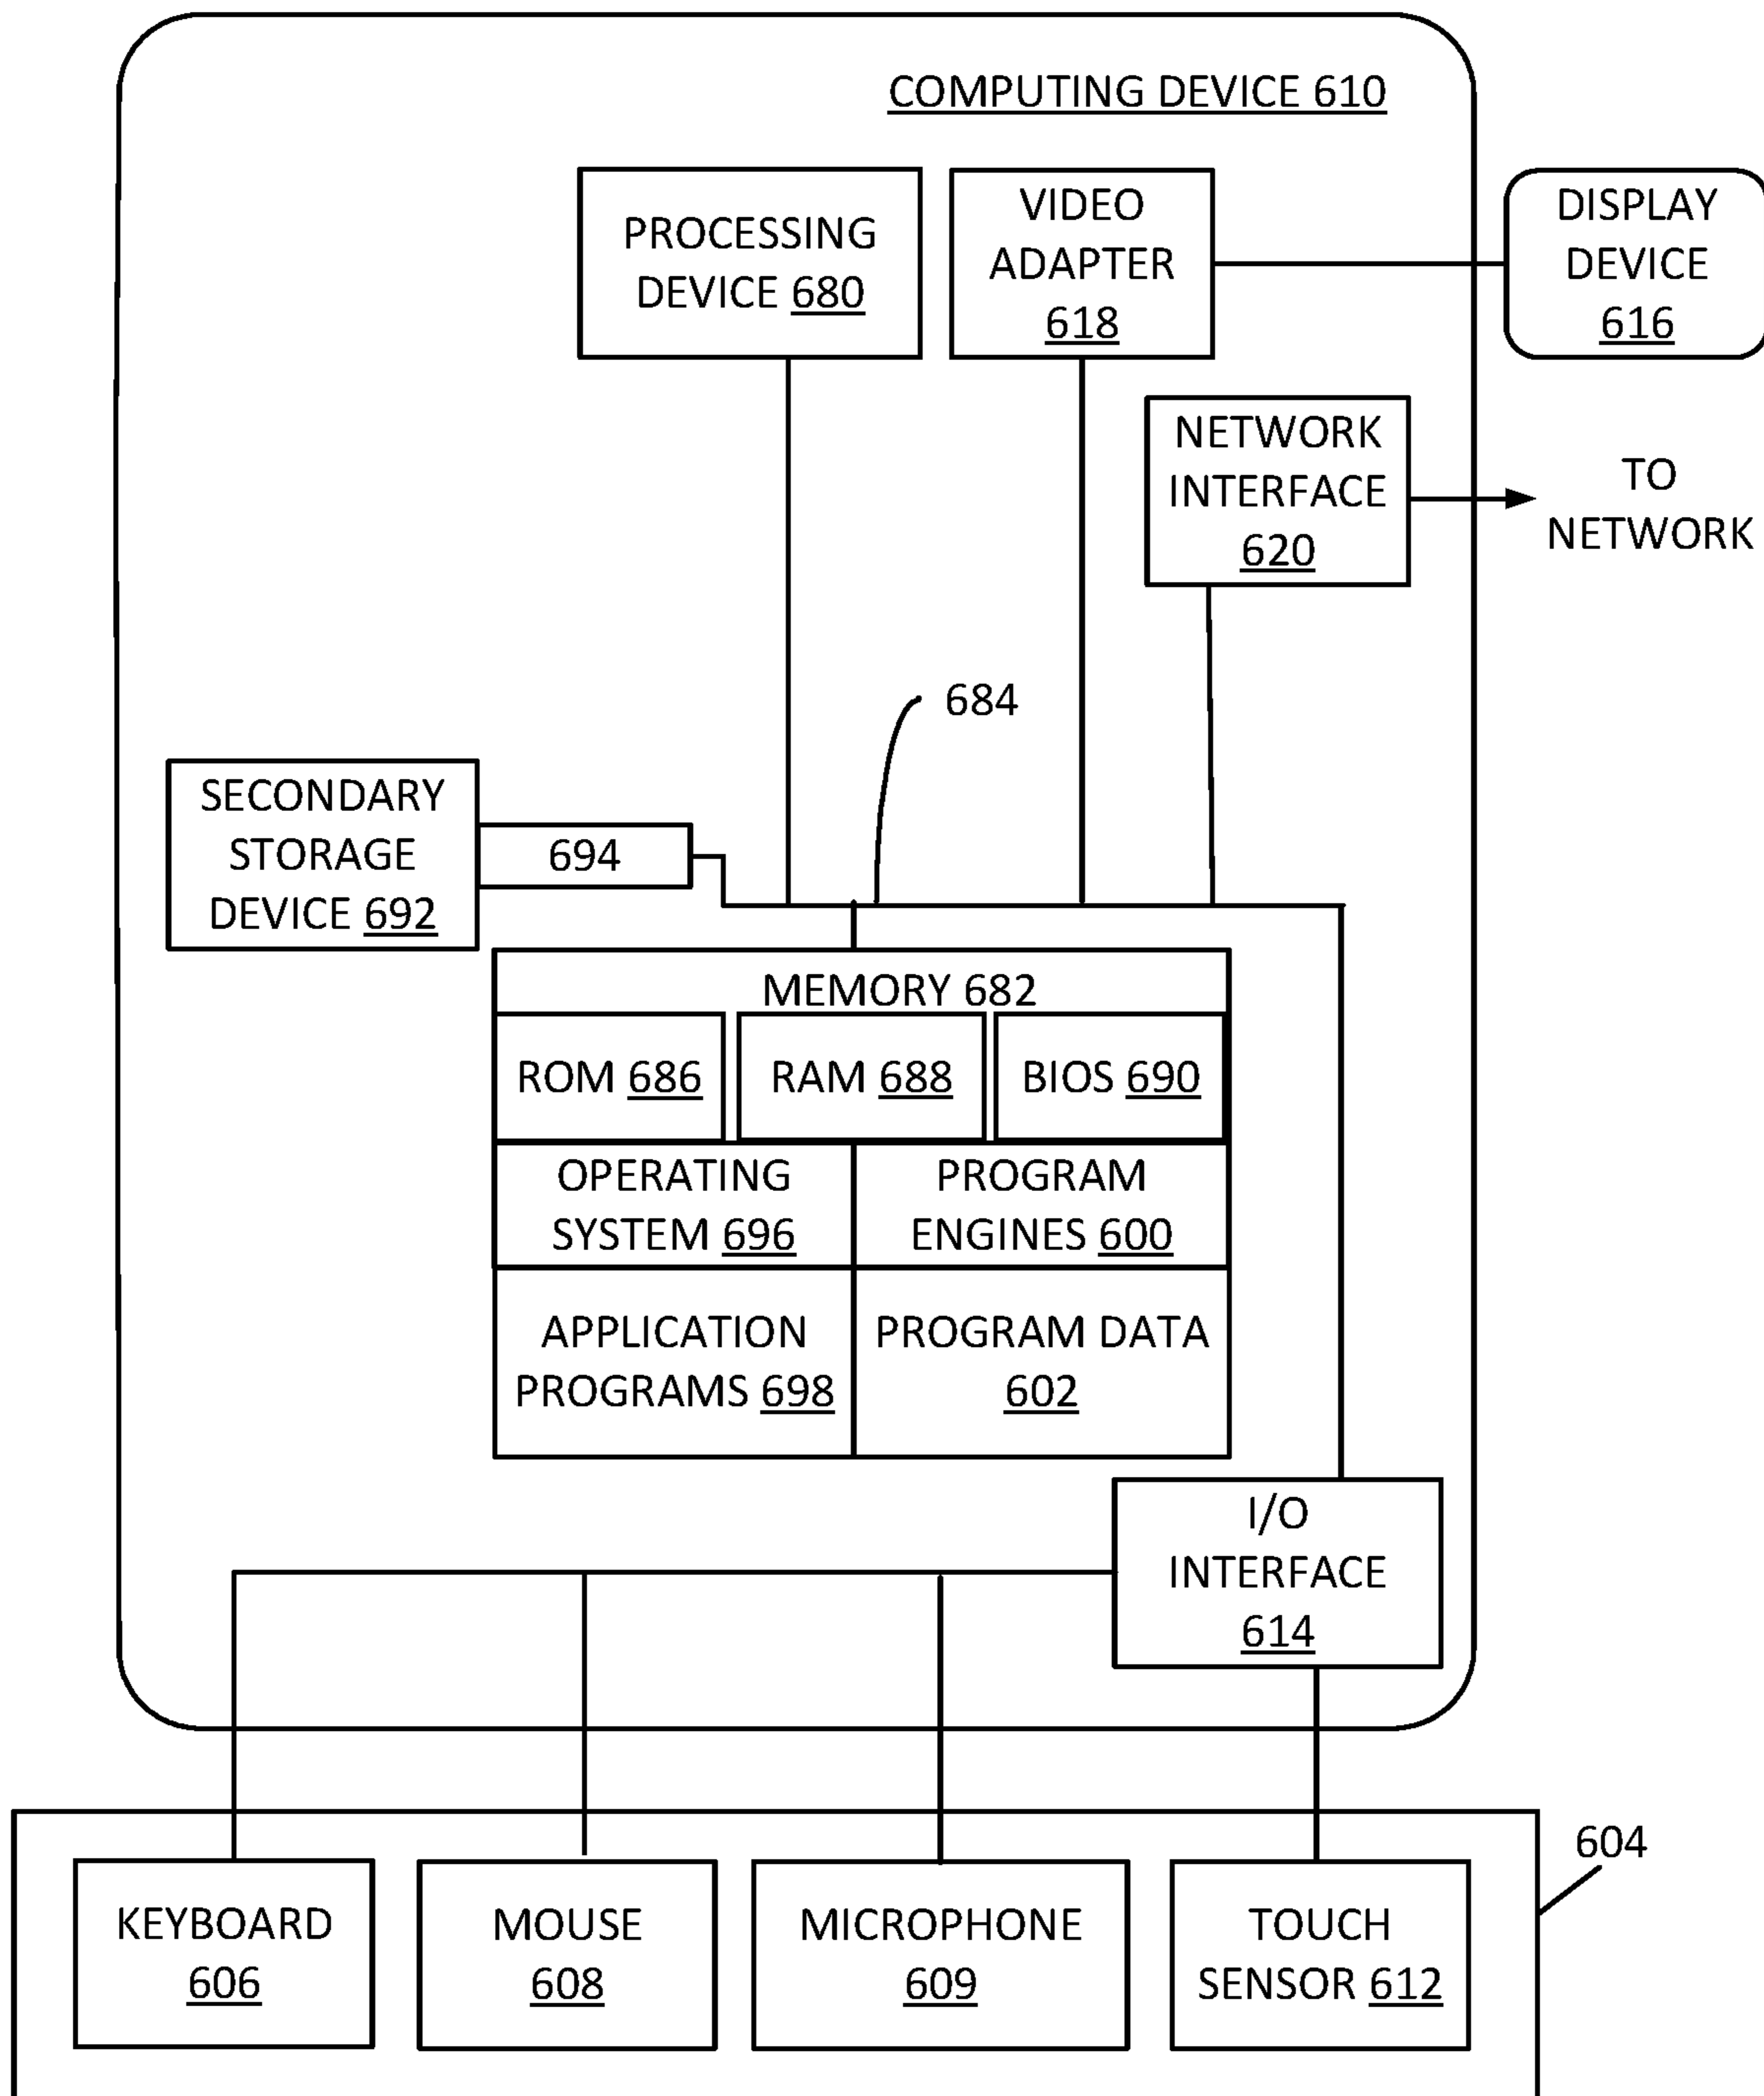 COMPUTING DEVICE 610
PROCESSING
DEVICE 680
VIDEO
ADAPTER
618
DISPLAY
DEVICE
616
NETWORK
INTERFACE
620
TO
NETWORK
684
SECONDARY
STORAGE
DEVICE 692
694
MEMORY 682
ROM 686
RAM 688
BIOS 690
OPERATING
SYSTEM 696
PROGRAM
ENGINES 600
APPLICATION
PROGRAMS 698
PROGRAM DATA
602
I/O
INTERFACE
614
604
KEYBOARD
606
MOUSE
608
MICROPHONE
609
TOUCH
SENSOR 612